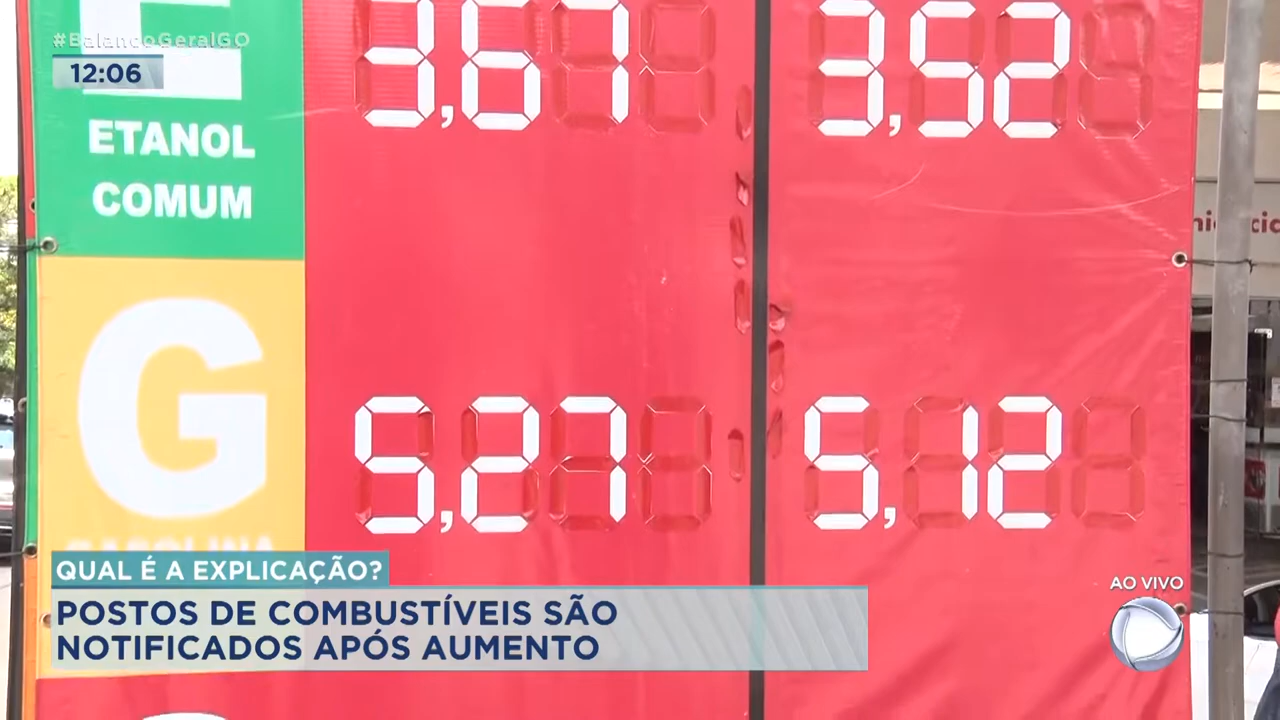 #BalançoGeralGO
12:06
E
ETANOL
COMUM
3,67
3,52
G
GASOLINA
5,27
5,12
QUAL É A EXPLICAÇÃO?
POSTOS DE COMBUSTÍVEIS SÃO
NOTIFICADOS APÓS AUMENTO
AO VIVO